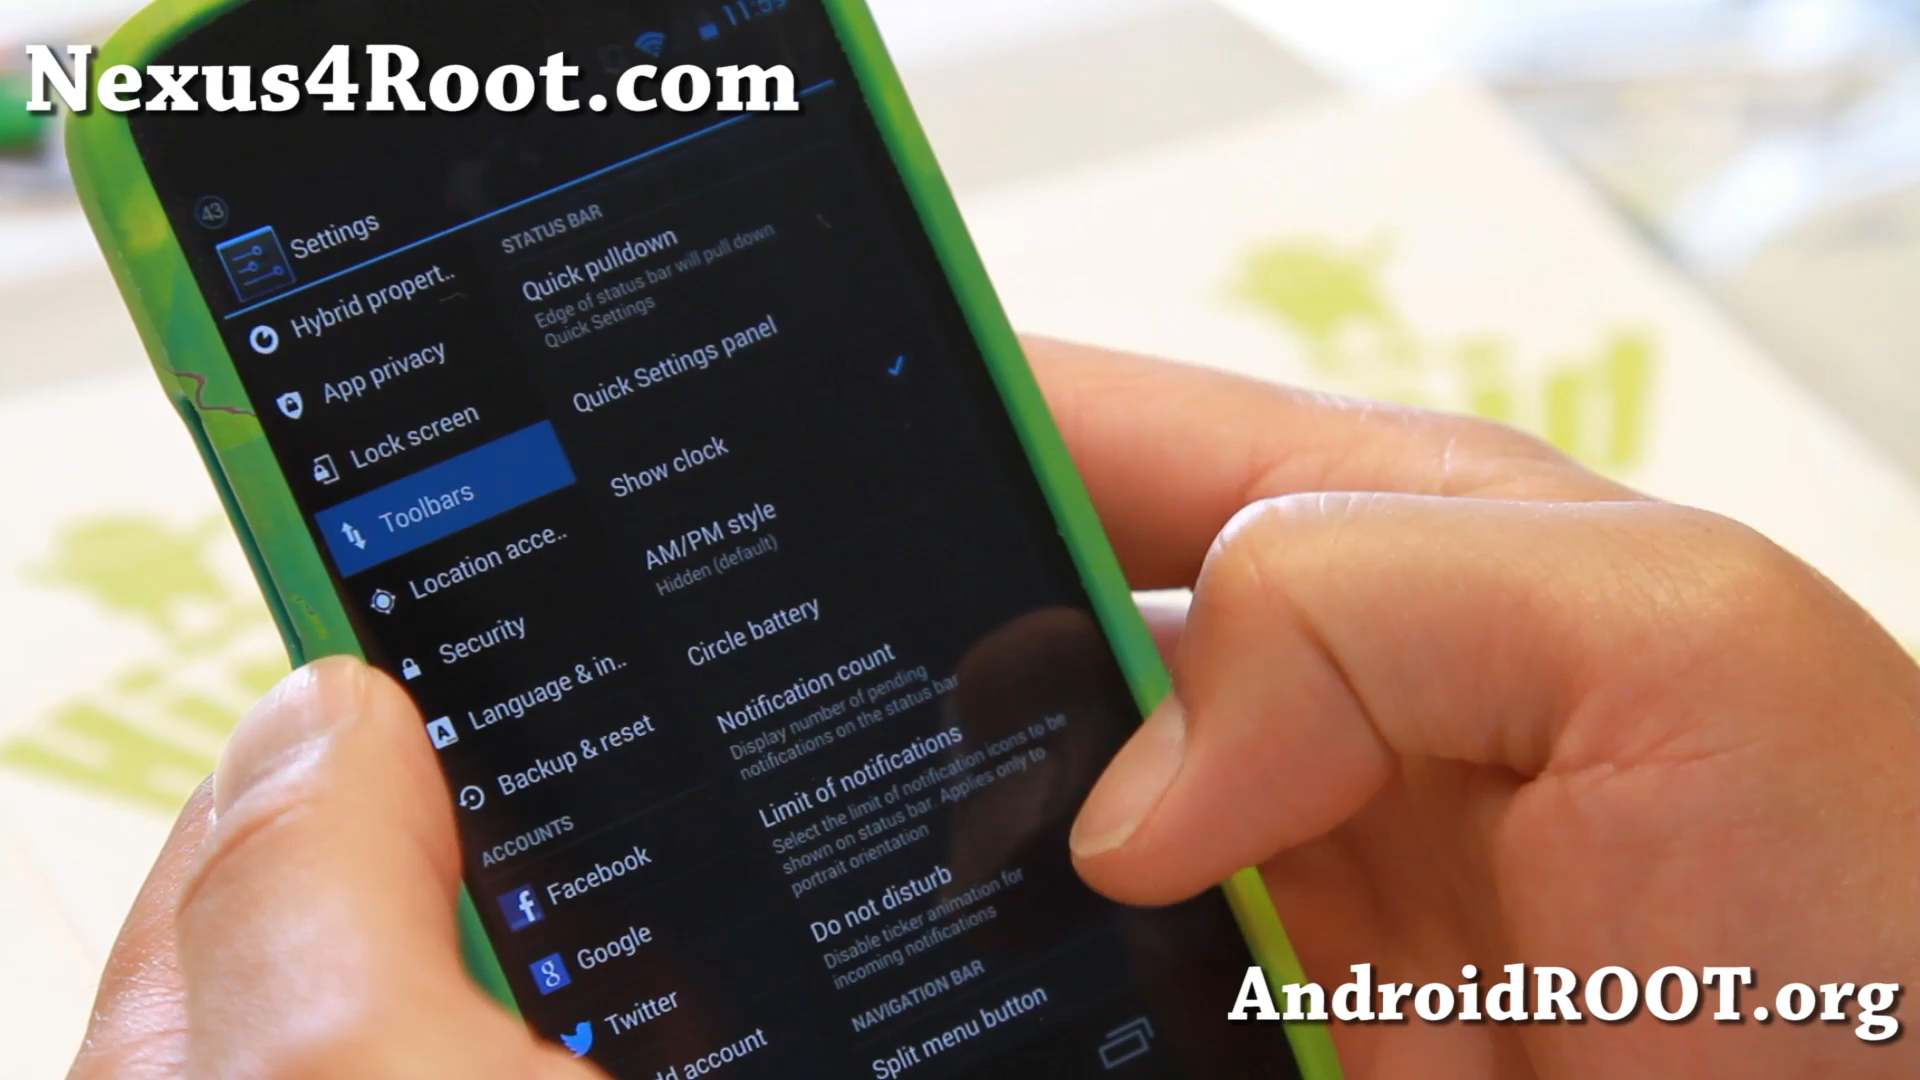 Nexus4Root.com
11:59
43
Settings
Hybrid propert..
App privacy
Lock screen
Toolbars
Location acce..
Security
Language & in..
Backup & reset
ACCOUNTS
Facebook
Google
Twitter
dd account
STATUS BAR
Quick pulldown
Edge of status bar will pull down
Quick Settings
Quick Settings panel
Show clock
AM/PM style
Hidden (default)
Circle battery
Notification count
Display number of pending
notifications on the status bar
Limit of notifications
Select the limit of notification icons to be
shown on status bar. Applies only to
portrait orientation
Do not disturb
Disable ticker animation for
incoming notifications
NAVIGATION BAR
Split menu button
AndroidROOT.org